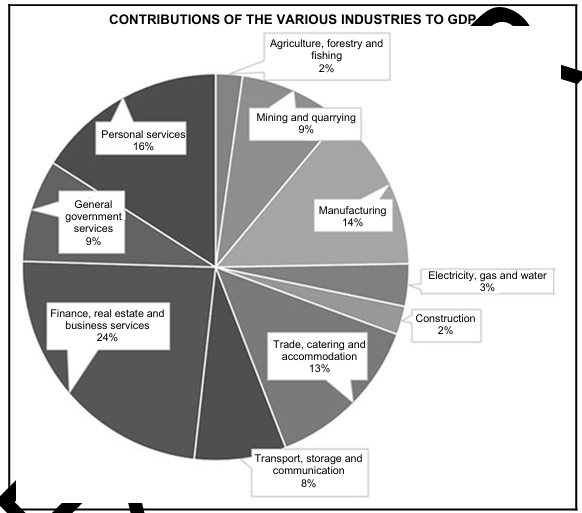 CONTRIBUTIONS OF THE VARIOUS INDUSTRIES TO GDP
Agriculture, forestry and
fishing
2%
Mining and quarrying
9%
Manufacturing
14%
Electricity, gas and water
3%
Construction
2%
Trade, catering and
accommodation
13%
Transport, storage and
communication
8%
Finance, real estate and
business services
24%
General
government
services
9%
Personal services
16%